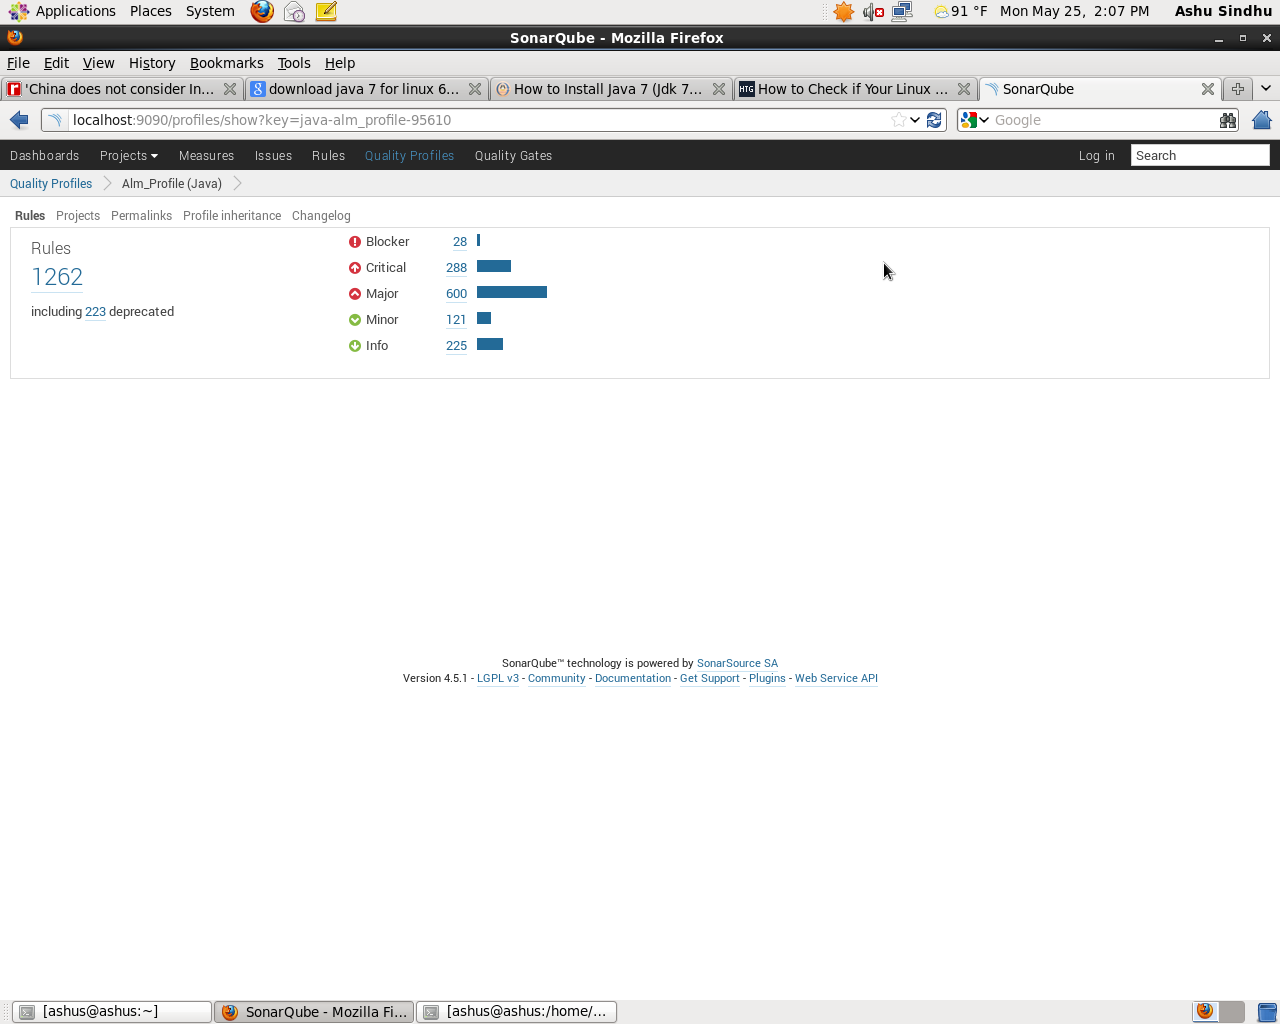 Applications Places System 91 °F Mon May 25, 2:07 PM Ashu Sindhu
SonarQube - Mozilla Firefox
File Edit View History Bookmarks Tools Help
'China does not consider In... download java 7 for linux 6... How to Install Java 7 (Jdk 7... HTG How to Check if Your Linux ... SonarQube
localhost:9090/profiles/show?key=java-alm_profile-95610 Google
Dashboards Projects Measures Issues Rules Quality Profiles Quality Gates Log in Search
Quality Profiles Alm_Profile (Java)
Rules Projects Permalinks Profile inheritance Changelog
Rules
1262
including 223 deprecated
Blocker 28
Critical 288
Major 600
Minor 121
Info 225
SonarQube™ technology is powered by SonarSource SA
Version 4.5.1 - LGPL v3 - Community - Documentation - Get Support - Plugins - Web Service API
[ashus@ashus:~] SonarQube - Mozilla Fi... [ashus@ashus:/home/...